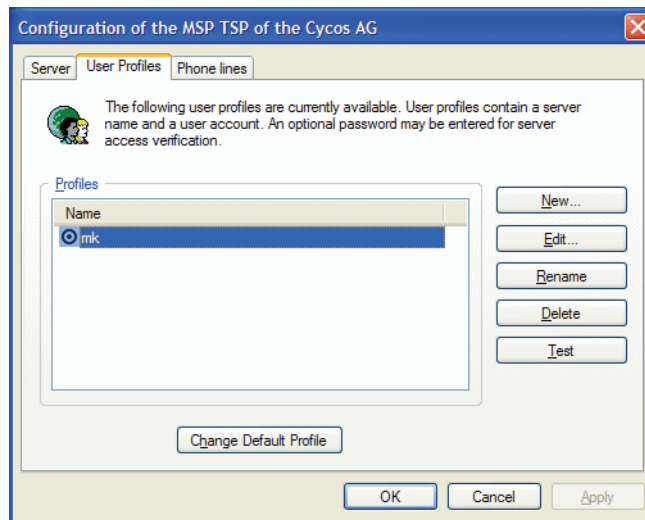 Configuration of the MSP TSP of the Cycos AG
Server User Profiles Phone lines
The following user profiles are currently available. User profiles contain a server
name and a user account. An optional password may be entered for server
access verification.
Profiles
Name
mk
New...
Edit...
Rename
Delete
Test
Change Default Profile
OK Cancel Apply